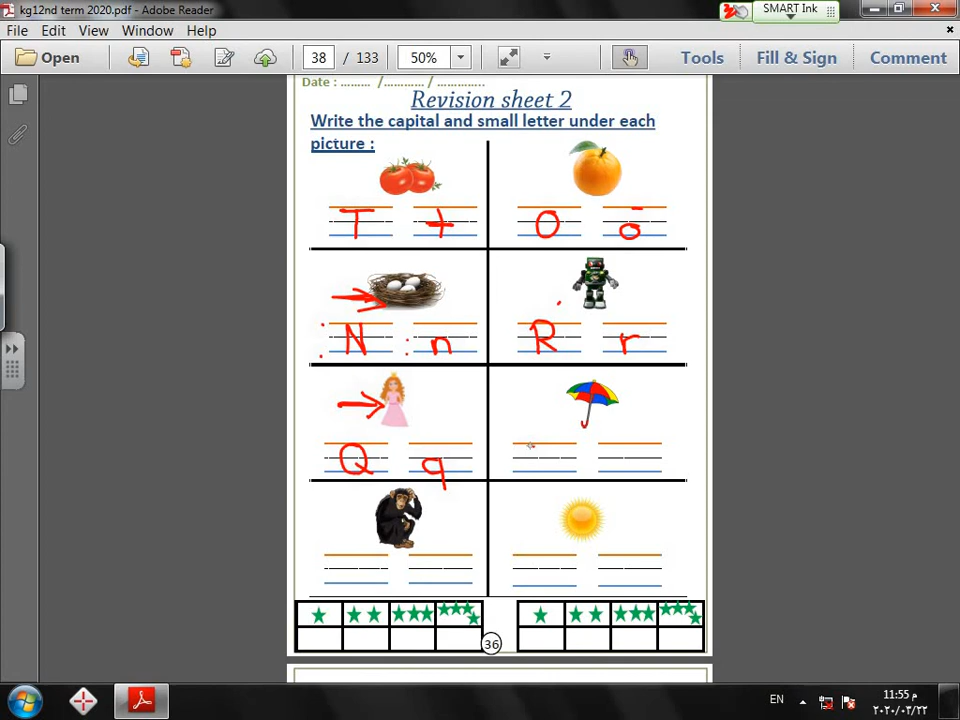 kg12nd term 2020.pdf - Adobe Reader
SMART Ink
File Edit View Window Help
Open 38 / 133 50% Tools Fill & Sign Comment
Date : ……… /………… / …………..
Revision sheet 2
Write the capital and small letter under each
picture :
T t O o
N n R r
Q q
36
EN
م 11:55
٢٠٢٠/٠٣/٢٢